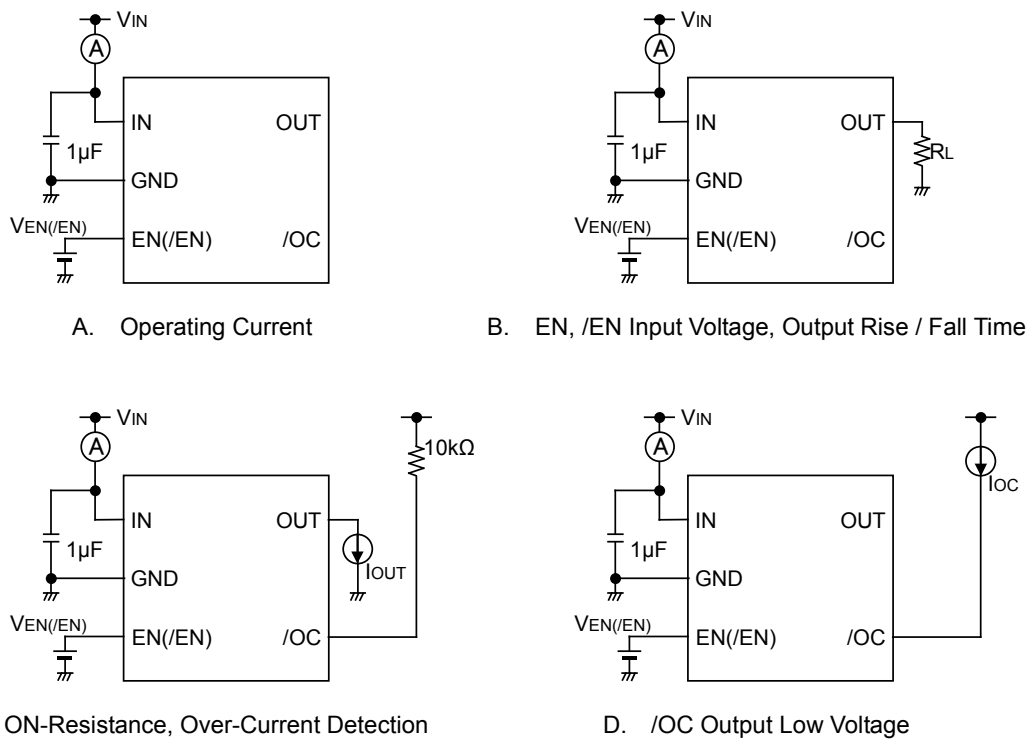 VIN
A
IN OUT
1µF
GND
VEN(/EN)
EN(/EN) /OC
A. Operating Current
VIN
A
IN OUT
1µF
RL
GND
VEN(/EN)
EN(/EN) /OC
B. EN, /EN Input Voltage, Output Rise / Fall Time
VIN
A
10kΩ
IN OUT
1µF
IOUT
GND
VEN(/EN)
EN(/EN) /OC
ON-Resistance, Over-Current Detection
VIN
A
IOC
IN OUT
1µF
GND
VEN(/EN)
EN(/EN) /OC
D. /OC Output Low Voltage